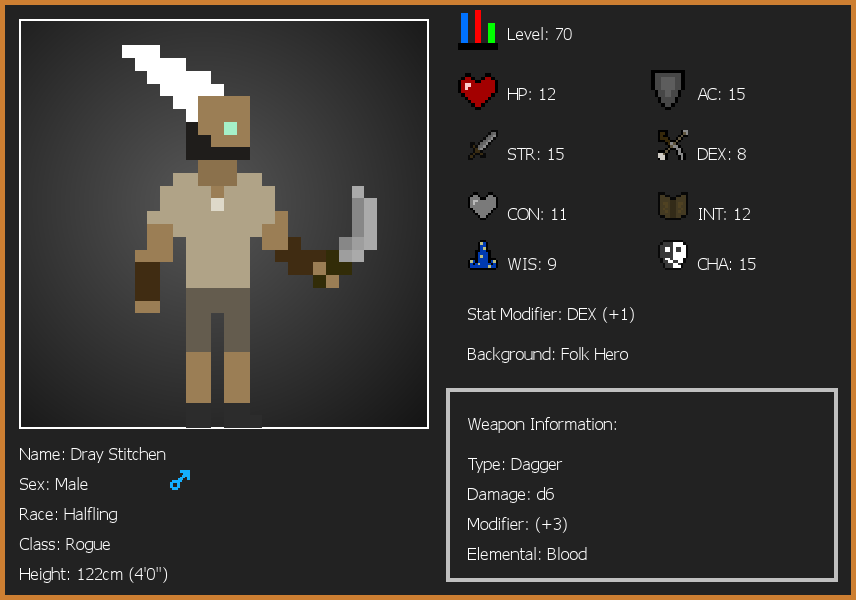 Level: 70
HP: 12
AC: 15
STR: 15
DEX: 8
CON: 11
INT: 12
WIS: 9
CHA: 15
Stat Modifier: DEX (+1)
Background: Folk Hero
Weapon Information:
Type: Dagger
Damage: d6
Modifier: (+3)
Elemental: Blood
Name: Dray Stitchen
Sex: Male
Race: Halfling
Class: Rogue
Height: 122cm (4'0")